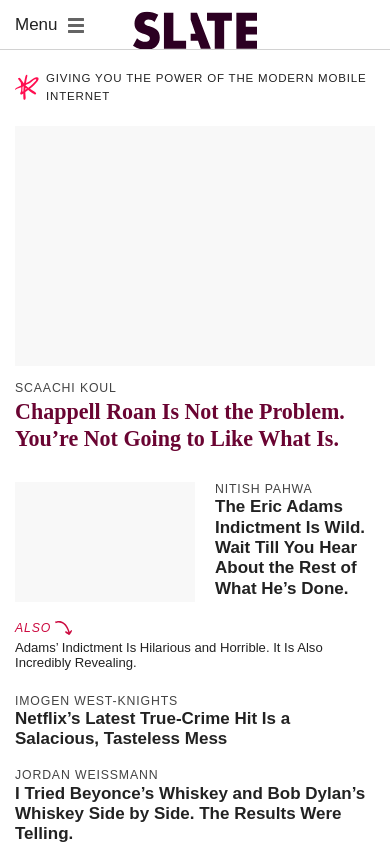 Menu
SLATE
GIVING YOU THE POWER OF THE MODERN MOBILE
INTERNET
SCAACHI KOUL
Chappell Roan Is Not the Problem.
You’re Not Going to Like What Is.
NITISH PAHWA
The Eric Adams
Indictment Is Wild.
Wait Till You Hear
About the Rest of
What He’s Done.
ALSO
Adams’ Indictment Is Hilarious and Horrible. It Is Also
Incredibly Revealing.
IMOGEN WEST-KNIGHTS
Netflix’s Latest True-Crime Hit Is a
Salacious, Tasteless Mess
JORDAN WEISSMANN
I Tried Beyonce’s Whiskey and Bob Dylan’s
Whiskey Side by Side. The Results Were
Telling.